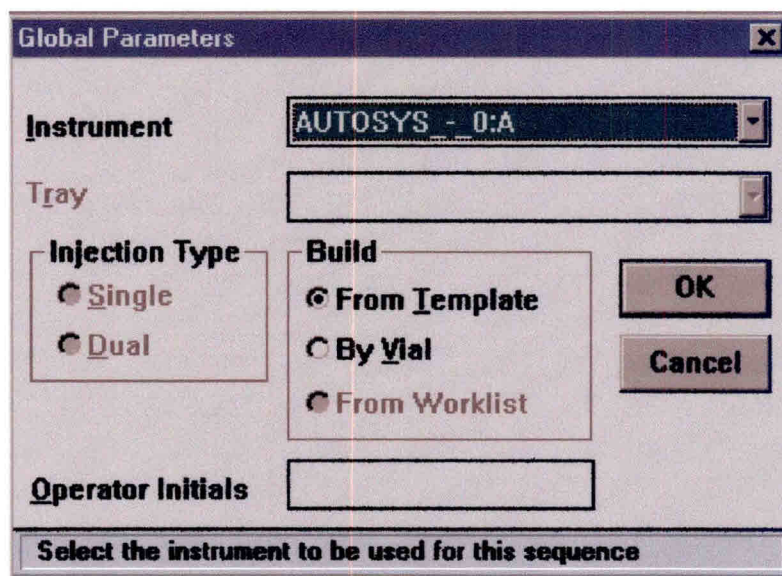 Global Parameters
Instrument
AUTOSYS_-_0:A
Tray
Injection Type
Single
Dual
Build
From Template
By Vial
From Worklist
OK
Cancel
Operator Initials
Select the instrument to be used for this sequence